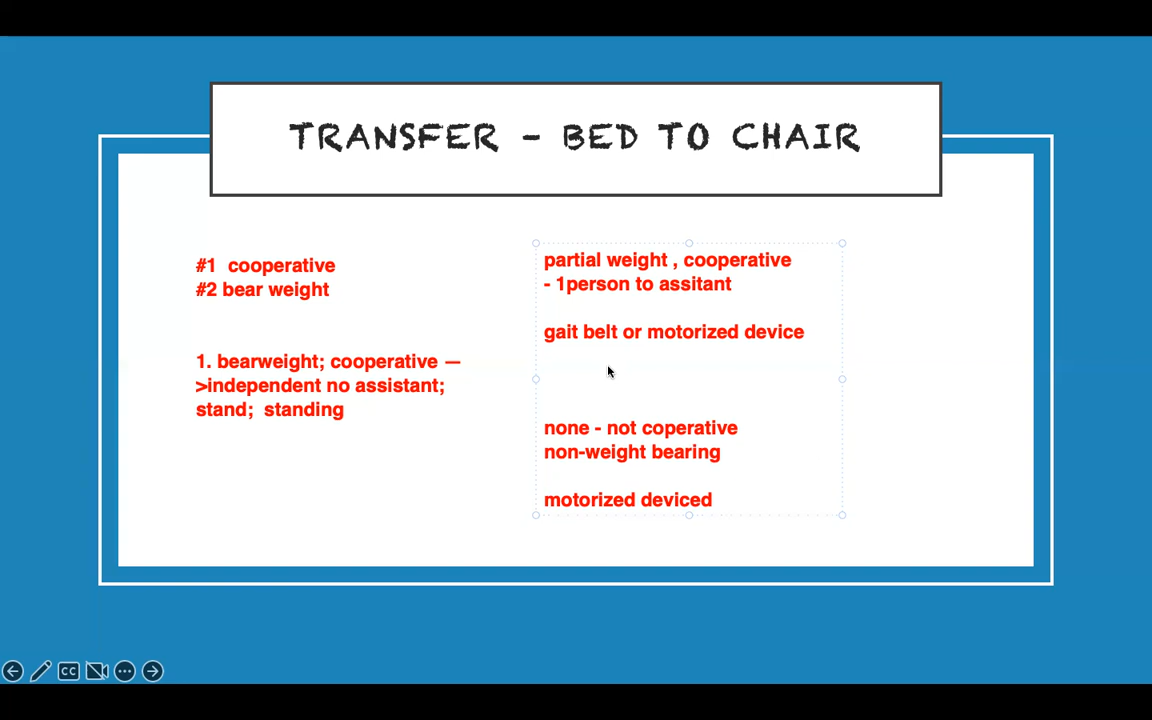 TRANSFER - BED TO CHAIR
#1 cooperative
#2 bear weight
1. bearweight; cooperative —
>independent no assistant;
stand; standing
partial weight , cooperative
- 1person to assitant
gait belt or motorized device
none - not coperative
non-weight bearing
motorized deviced
CC